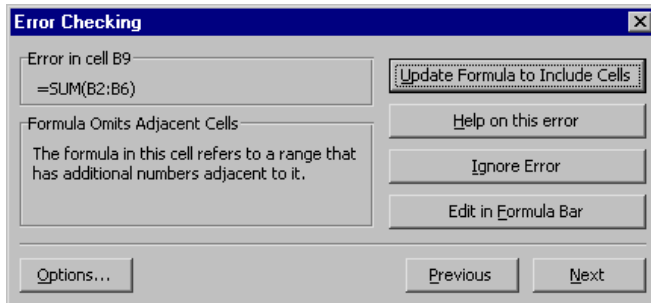 Error Checking
Error in cell B9
=SUM(B2:B6)
Formula Omits Adjacent Cells
The formula in this cell refers to a range that
has additional numbers adjacent to it.
Update Formula to Include Cells
Help on this error
Ignore Error
Edit in Formula Bar
Options...
Previous
Next